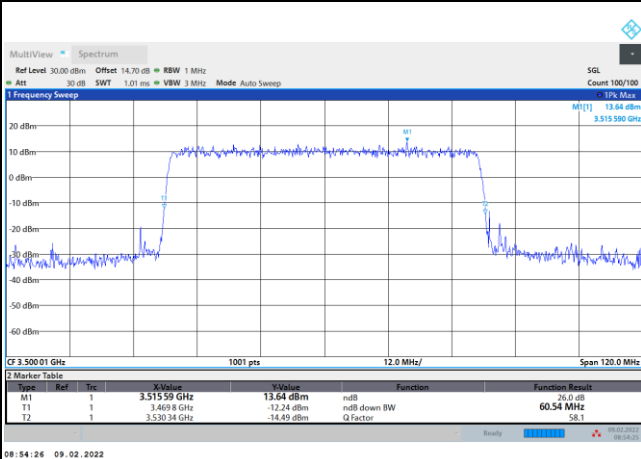 MultiView Spectrum
Ref Level 30.00 dBm Offset 14.70 dB RBW 1 MHz SGL
Att 30 dB SWT 1.01 ms VBW 3 MHz Mode Auto Sweep Count 100/100
1 Frequency Sweep 1Pk Max
M1[1] 13.64 dBm
3.515 590 GHz
M1
20 dBm
10 dBm
0 dBm
T1
T2
-10 dBm
-20 dBm
-30 dBm
-40 dBm
-50 dBm
-60 dBm
CF 3.500 01 GHz 1001 pts 12.0 MHz/ Span 120.0 MHz
2 Marker Table
Type Ref Trc X-Value Y-Value Function Function Result
M1 1 3.515 59 GHz 13.64 dBm ndB 26.0 dB
T1 1 3.469 8 GHz -12.24 dBm ndB down BW 60.54 MHz
T2 1 3.530 34 GHz -14.49 dBm Q Factor 58.1
Ready 09.02.2022
08:54:25
08:54:26 09.02.2022